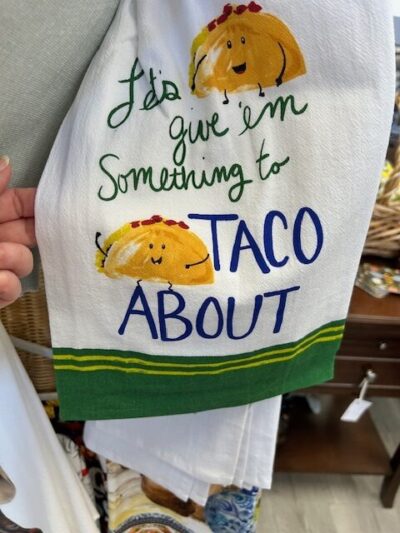 Let's
give 'em
Something to
TACO
ABOUT